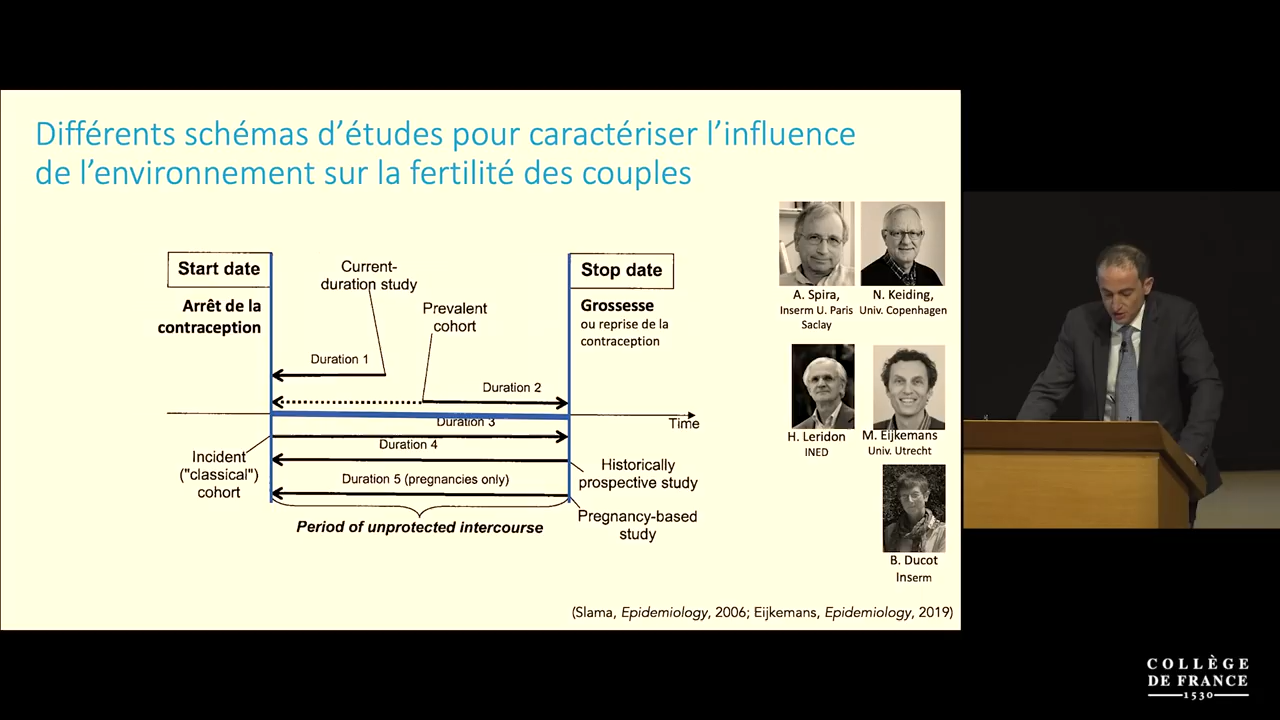 Différents schémas d'études pour caractériser l'influence
de l'environnement sur la fertilité des couples
Start date
Arrêt de la
contraception
Current-
duration study
Prevalent
cohort
Stop date
Grossesse
ou reprise de la
contraception
Duration 1
Duration 2
Time
Duration 3
Duration 4
Duration 5 (pregnancies only)
Incident
("classical")
cohort
Historically
prospective study
Pregnancy-based
study
Period of unprotected intercourse
A. Spira,
Inserm U. Paris
Saclay
N. Keiding,
Univ. Copenhagen
H. Leridon
INED
M. Eijkemans
Univ. Utrecht
B. Ducot
Inserm
(Slama, Epidemiology, 2006; Eijkemans, Epidemiology, 2019)
COLLÈGE
DE FRANCE
1530